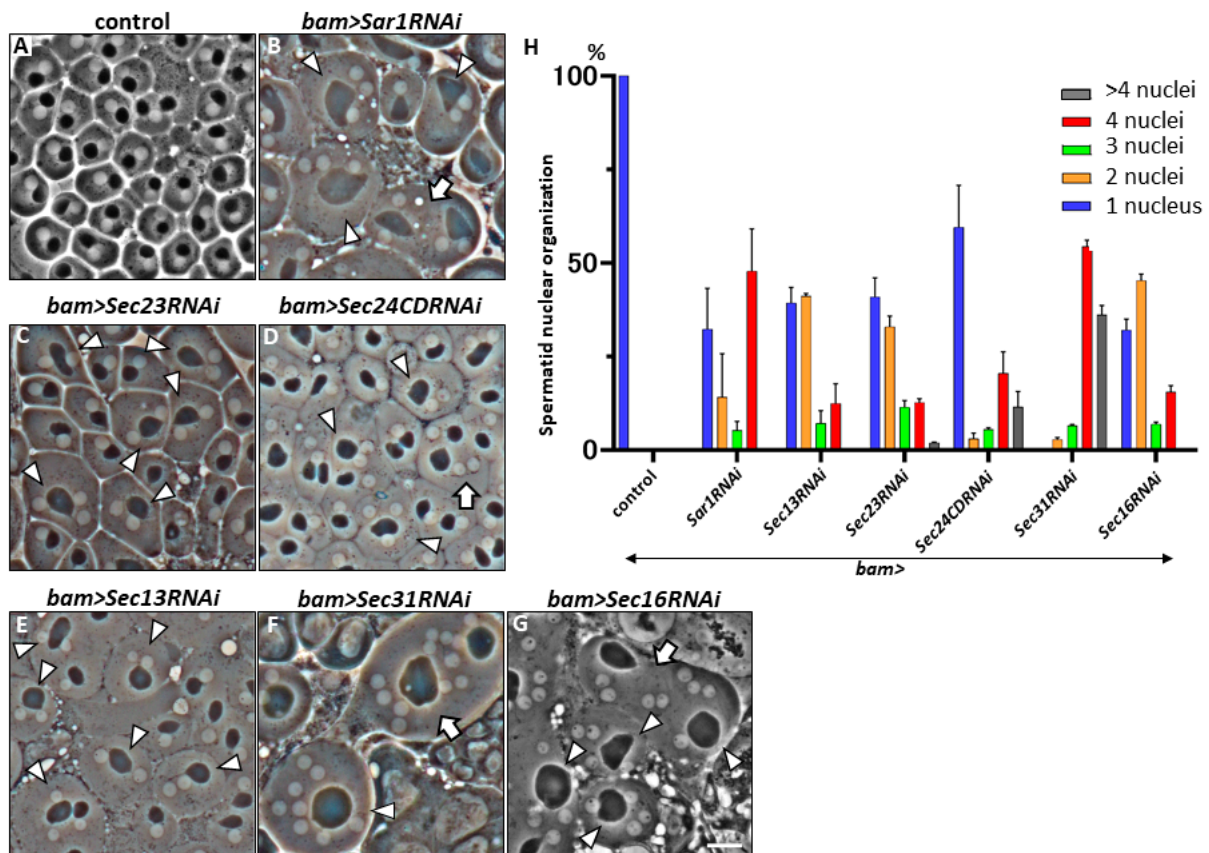 control
bam>Sar1RNAi
A
B
bam>Sec23RNAi
bam>Sec24CDRNAi
C
D
bam>Sec13RNAi
bam>Sec31RNAi
bam>Sec16RNAi
E
F
G
H
%
100
50
0
Spermatid nuclear organization
>4 nuclei
4 nuclei
3 nuclei
2 nuclei
1 nucleus
control
Sar1RNAi
Sec13RNAi
Sec23RNAi
Sec24CDRNAi
Sec31RNAi
Sec16RNAi
bam>